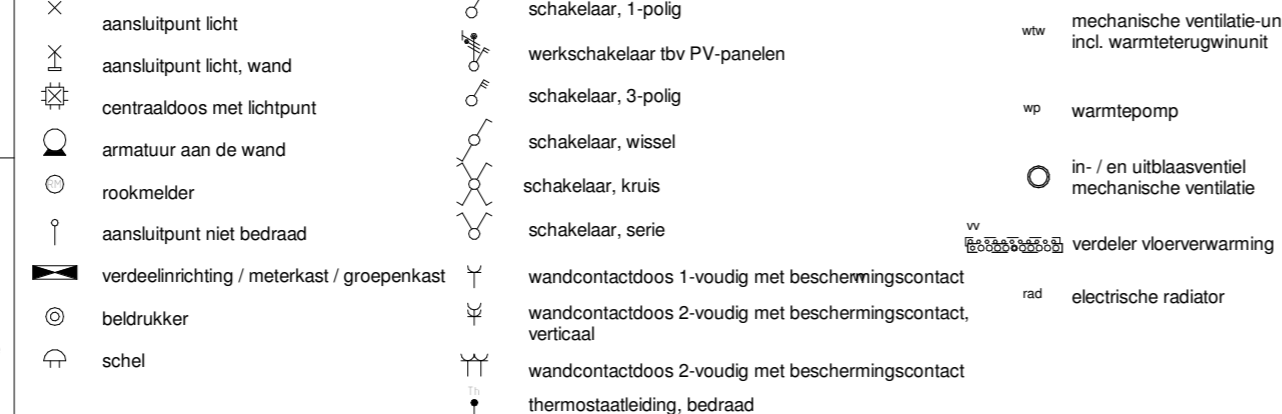 aansluitpunt licht
aansluitpunt licht, wand
centraaldoos met lichtpunt
armatuur aan de wand
RM
rookmelder
aansluitpunt niet bedraad
verdeelinrichting / meterkast / groepenkast
beldrukker
schel
schakelaar, 1-polig
werkschakelaar tbv PV-panelen
schakelaar, 3-polig
schakelaar, wissel
schakelaar, kruis
schakelaar, serie
wandcontactdoos 1-voudig met beschermingscontact
wandcontactdoos 2-voudig met beschermingscontact,
verticaal
wandcontactdoos 2-voudig met beschermingscontact
Th
thermostaatleiding, bedraad
wtw
mechanische ventilatie-un
incl. warmteterugwinunit
wp
warmtepomp
in- / en uitblaasventiel
mechanische ventilatie
vv
verdeler vloerverwarming
rad
electrische radiator